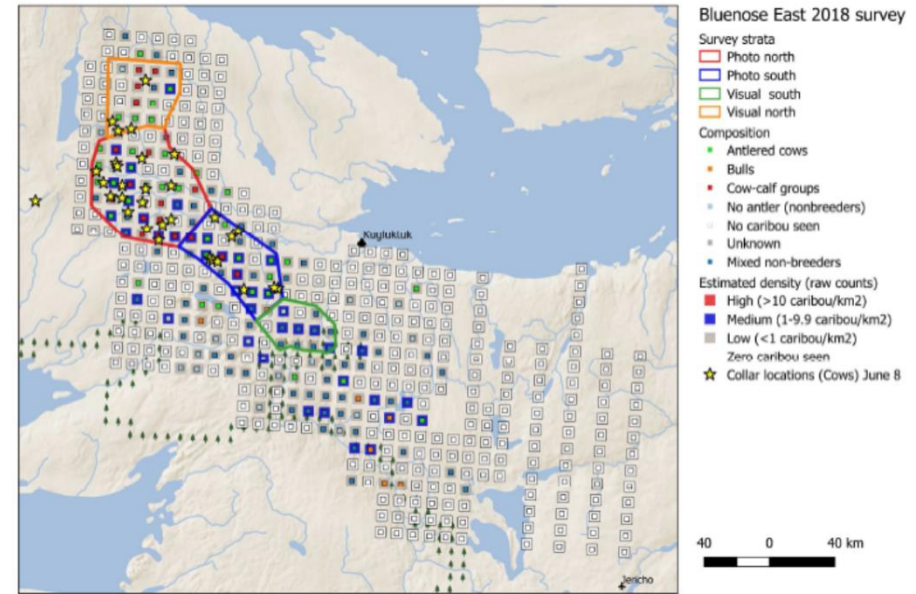 Bluenose East 2018 survey
Survey strata
Photo north
Photo south
Visual south
Visual north
Composition
Antlered cows
Bulls
Cow-calf groups
No antler (nonbreeders)
No caribou seen
Unknown
Mixed non-breeders
Estimated density (raw counts)
High (>10 caribou/km2)
Medium (1-9.9 caribou/km2)
Low (<1 caribou/km2)
Zero caribou seen
Collar locations (Cows) June 8
Kugluktuk
40 0 40 km
Jericho